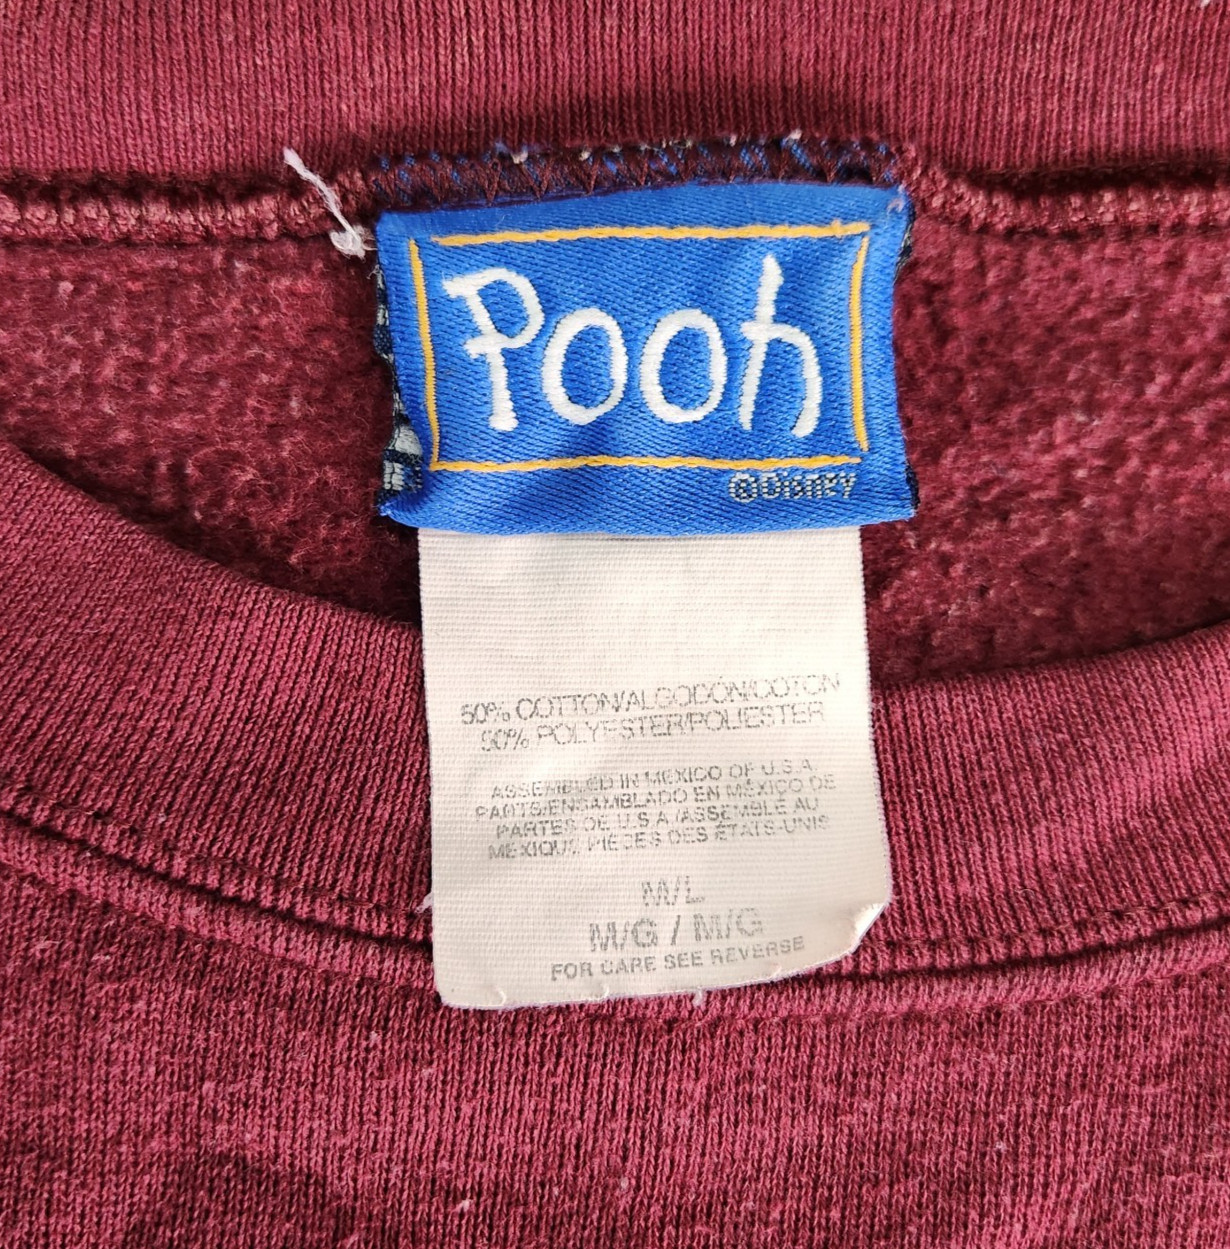 Pooh
©Disney
50% COTTON/ALGODÓN/COTON
50% POLYESTER/POLIESTER
ASSEMBLED IN MEXICO OF U.S.A.
PARTS/ENSAMBLADO EN MÉXICO DE
PARTES DE U.S.A./ASSEMBLÉ AU
MEXIQUE PIECES DES ÉTATS-UNIS
M/L
M/G / M/G
FOR CARE SEE REVERSE